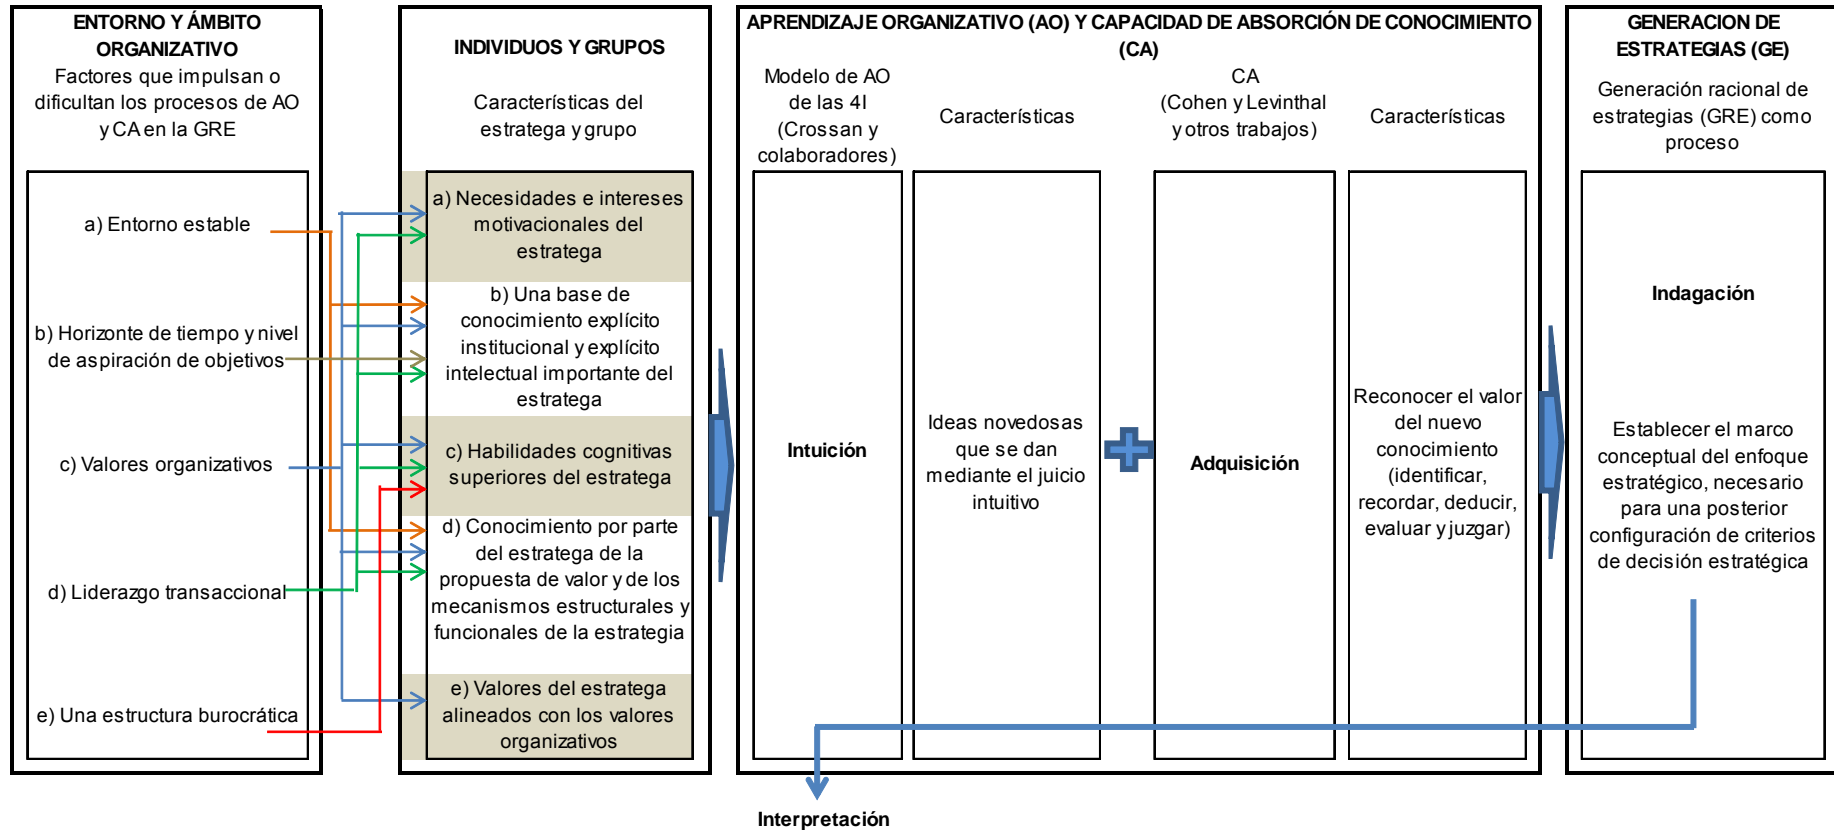 ENTORNO Y ÁMBITO
ORGANIZATIVO
Factores que impulsan o
dificultan los procesos de AO
y CA en la GRE
a) Entorno estable
b) Horizonte de tiempo y nivel
de aspiración de objetivos
c) Valores organizativos
d) Liderazgo transaccional
e) Una estructura burocrática
INDIVIDUOS Y GRUPOS
Características del
estratega y grupo
a) Necesidades e intereses
motivacionales del
estratega
b) Una base de
conocimiento explícito
institucional y explícito
intelectual importante del
estratega
c) Habilidades cognitivas
superiores del estratega
d) Conocimiento por parte
del estratega de la
propuesta de valor y de los
mecanismos estructurales y
funcionales de la estrategia
e) Valores del estratega
alineados con los valores
organizativos
APRENDIZAJE ORGANIZATIVO (AO) Y CAPACIDAD DE ABSORCIÓN DE CONOCIMIENTO
(CA)
Modelo de AO
de las 4I
(Crossan y
colaboradores)
Intuición
Características
Ideas novedosas
que se dan
mediante el juicio
intuitivo
CA
(Cohen y Levinthal
y otros trabajos)
Adquisición
Características
Reconocer el valor
del nuevo
conocimiento
(identificar,
recordar, deducir,
evaluar y juzgar)
GENERACION DE
ESTRATEGIAS (GE)
Generación racional de
estrategias (GRE) como
proceso
Indagación
Establecer el marco
conceptual del enfoque
estratégico, necesario
para una posterior
configuración de criterios
de decisión estratégica
Interpretación